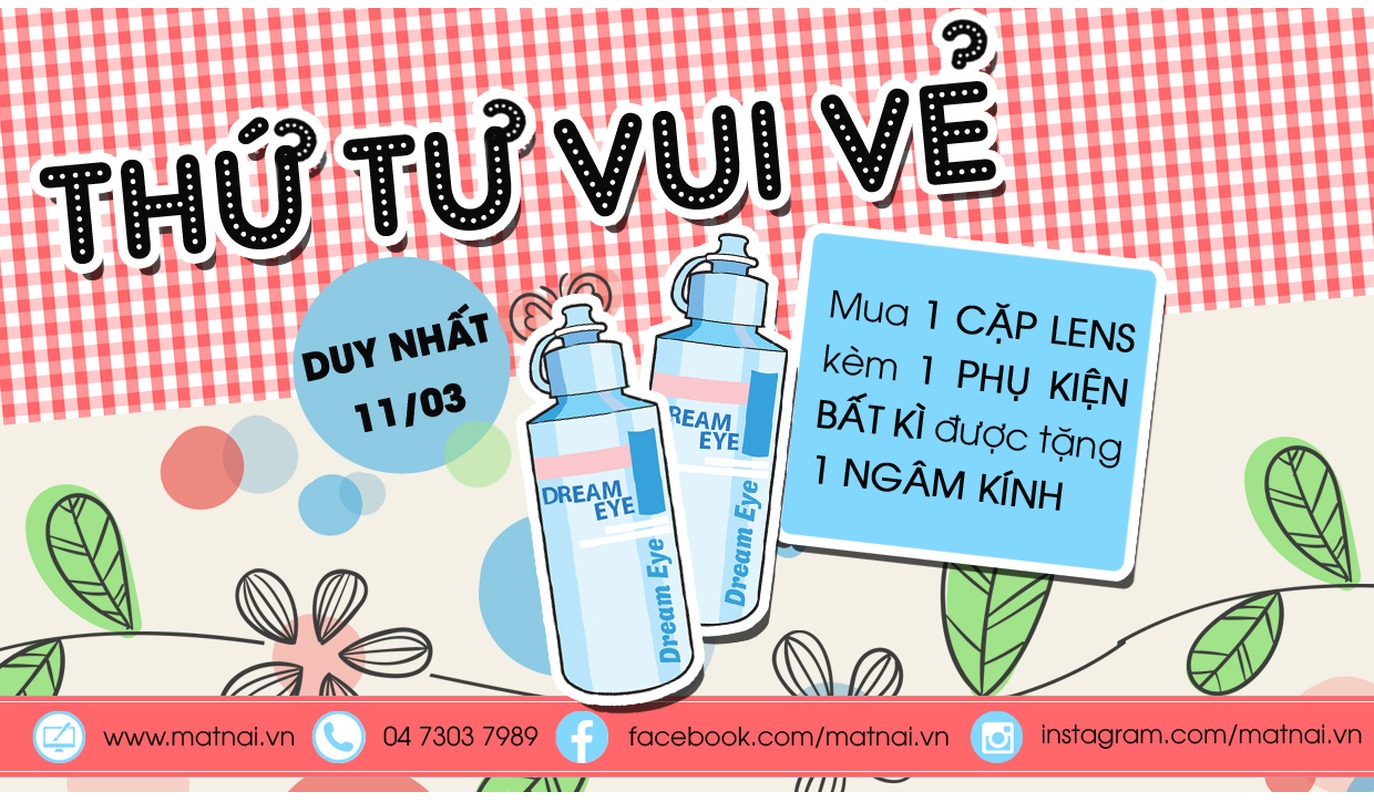 THỨ TƯ VUI VẺ
DUY NHẤT
11/03
Mua 1 CẶP LENS
kèm 1 PHỤ KIỆN
BẤT KÌ được tặng
1 NGÂM KÍNH
DREAM
EYE
Dream Eye
DREAM
EYE
Dream Eye
www.matnai.vn
04 7303 7989
facebook.com/matnai.vn
instagram.com/matnai.vn